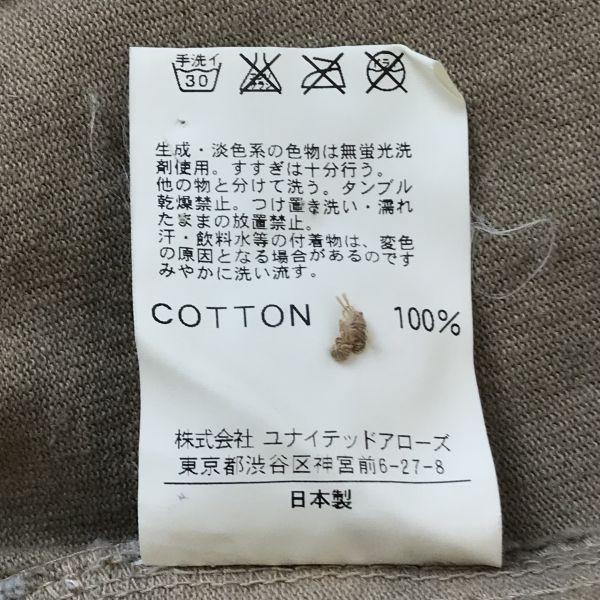 手洗イ
30
生成・淡色系の色物は無蛍光洗
剤使用。すすぎは十分行う。
他の物と分けて洗う。タンブル
乾燥禁止。つけ置き洗い・濡れ
たままの放置禁止。
汗・飲料水等の付着物は、変色
の原因となる場合があるのです
みやかに洗い流す。
COTTON 100%
株式会社 ユナイテッドアローズ
東京都渋谷区神宮前6-27-8
日本製